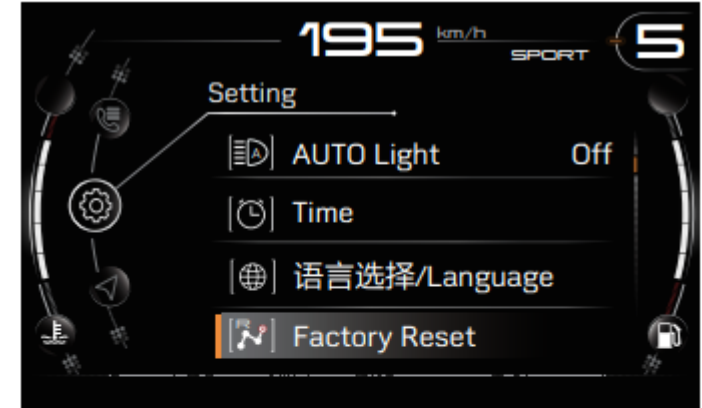 195 km/h SPORT 5
Setting
AUTO Light Off
Time
语言选择/Language
Factory Reset